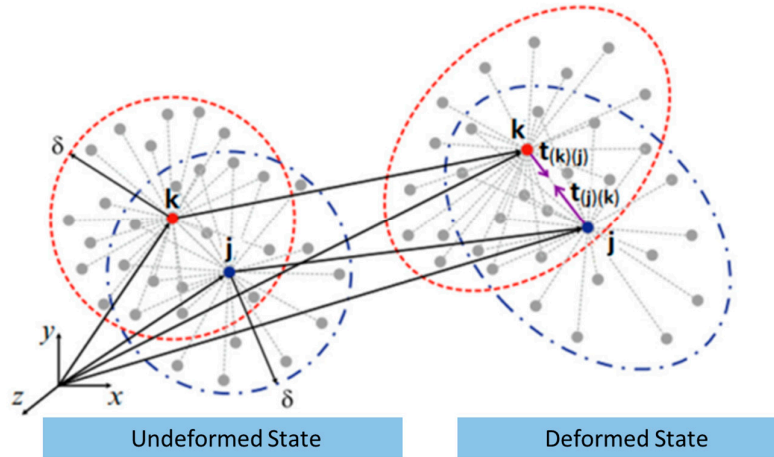 k
t(k)(j)
δ
t(j)(k)
k
j
j
y
z
x
δ
Undeformed State
Deformed State